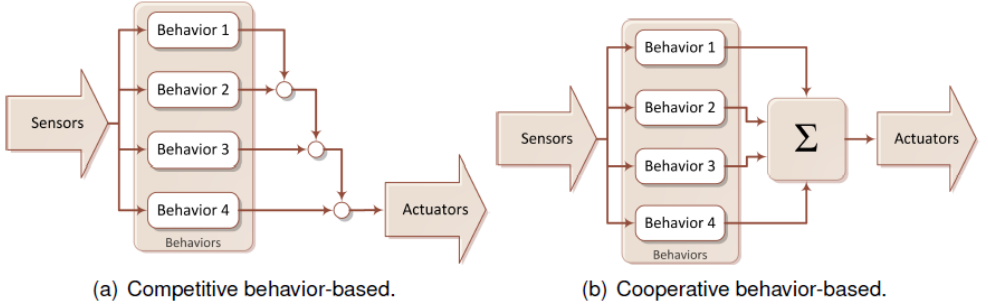 Sensors
Behavior 1
Behavior 2
Behavior 3
Behavior 4
Behaviors
Actuators
(a) Competitive behavior-based.
Sensors
Behavior 1
Behavior 2
Behavior 3
Behavior 4
Behaviors
Σ
Actuators
(b) Cooperative behavior-based.